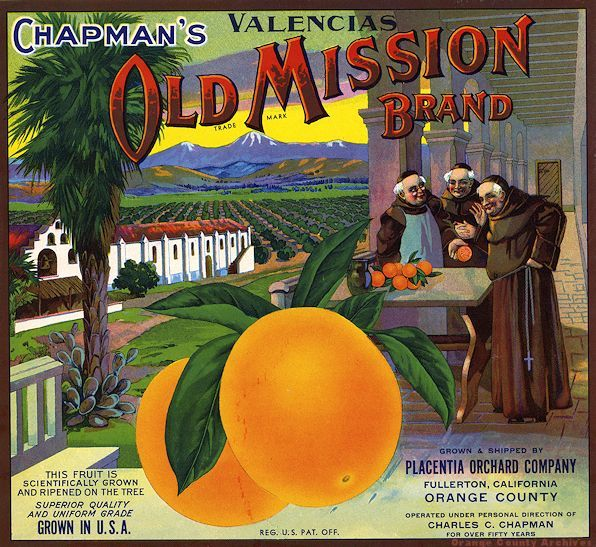 VALENCIAS
CHAPMAN'S
OLD MISSION
BRAND
TRADE MARK
THIS FRUIT IS
SCIENTIFICALLY GROWN
AND RIPENED ON THE TREE
SUPERIOR QUALITY
AND UNIFORM GRADE
GROWN IN U.S.A.
REG. U.S. PAT. OFF.
GROWN & SHIPPED BY
PLACENTIA ORCHARD COMPANY
FULLERTON, CALIFORNIA
ORANGE COUNTY
OPERATED UNDER PERSONAL DIRECTION OF
CHARLES C. CHAPMAN
FOR OVER FIFTY YEARS
Orange County Archives